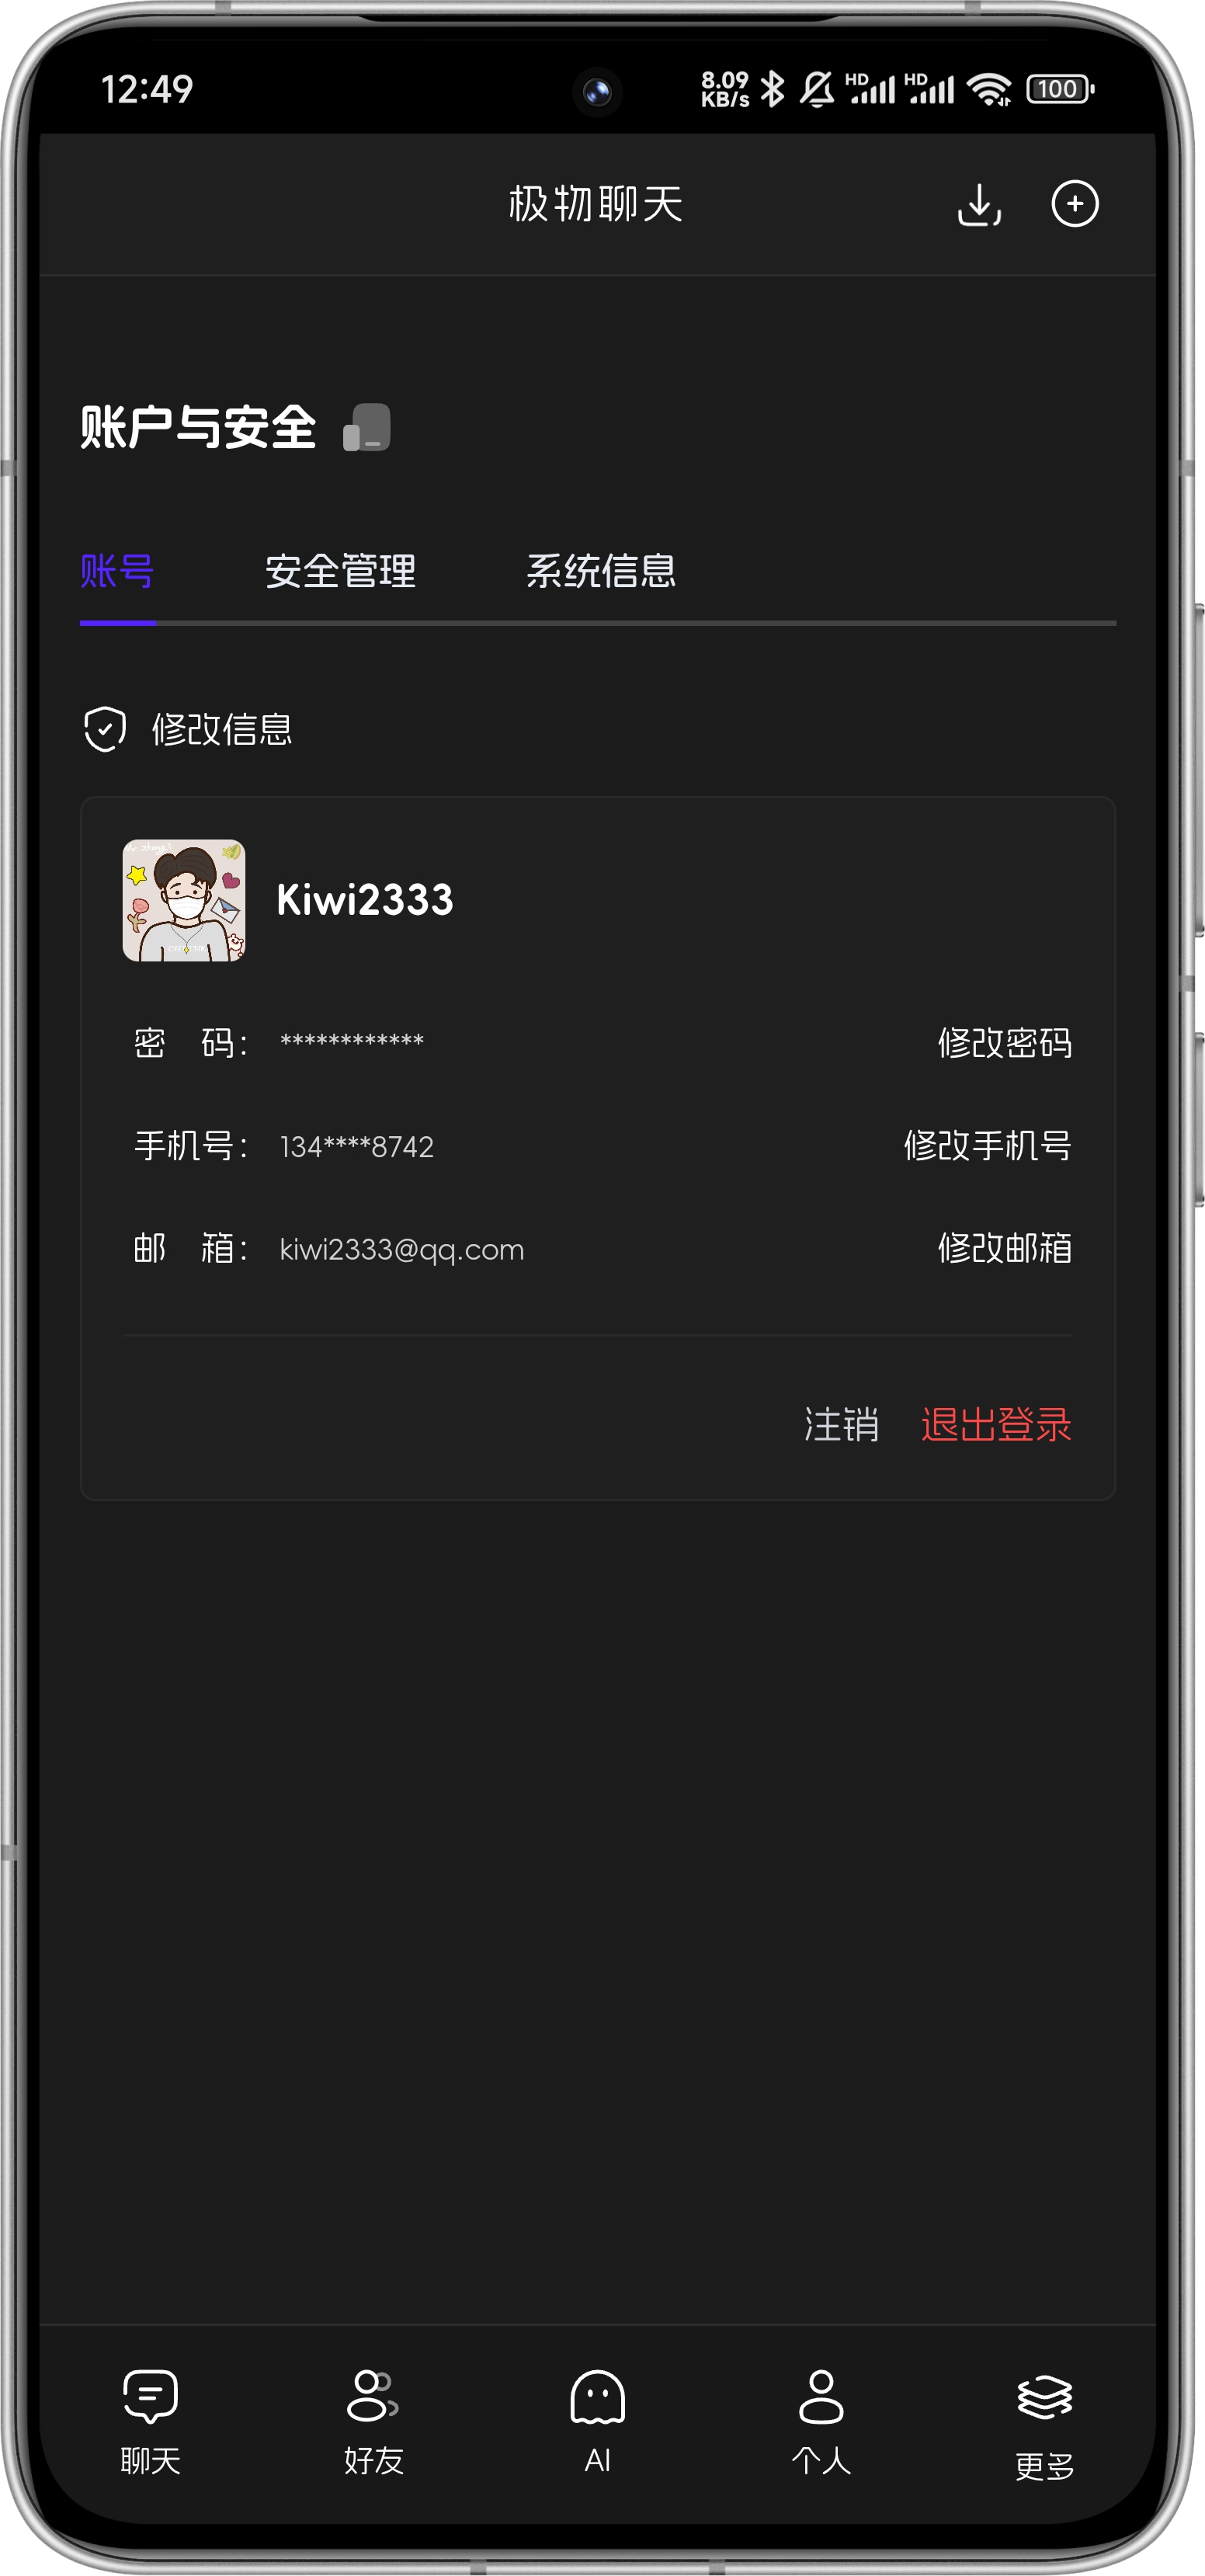 12:49 8.09 KB/s HD HD 100
极物聊天
账户与安全
账号 安全管理 系统信息
修改信息
Kiwi2333
密 码： ************ 修改密码
手机号： 134****8742 修改手机号
邮 箱： kiwi2333@qq.com 修改邮箱
注销 退出登录
聊天 好友 AI 个人 更多